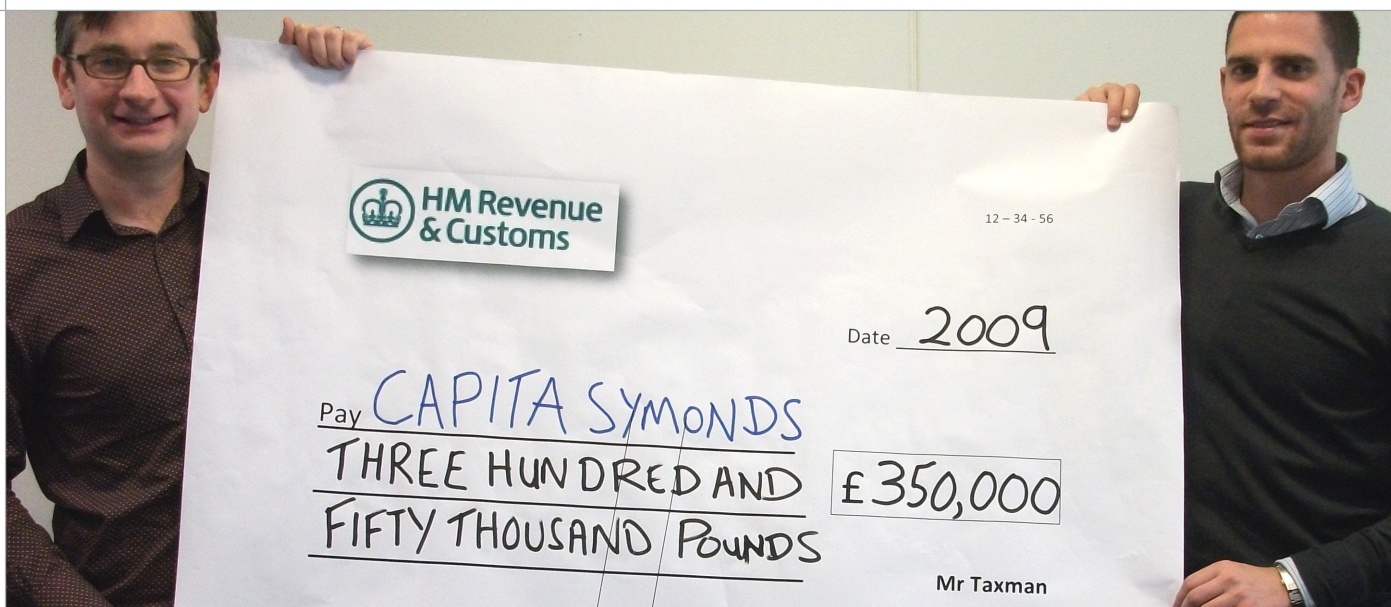 HM Revenue
& Customs
12 – 34 - 56
Date 2009
Pay CAPITA SYMONDS
THREE HUNDRED AND
£350,000
FIFTY THOUSAND POUNDS
Mr Taxman